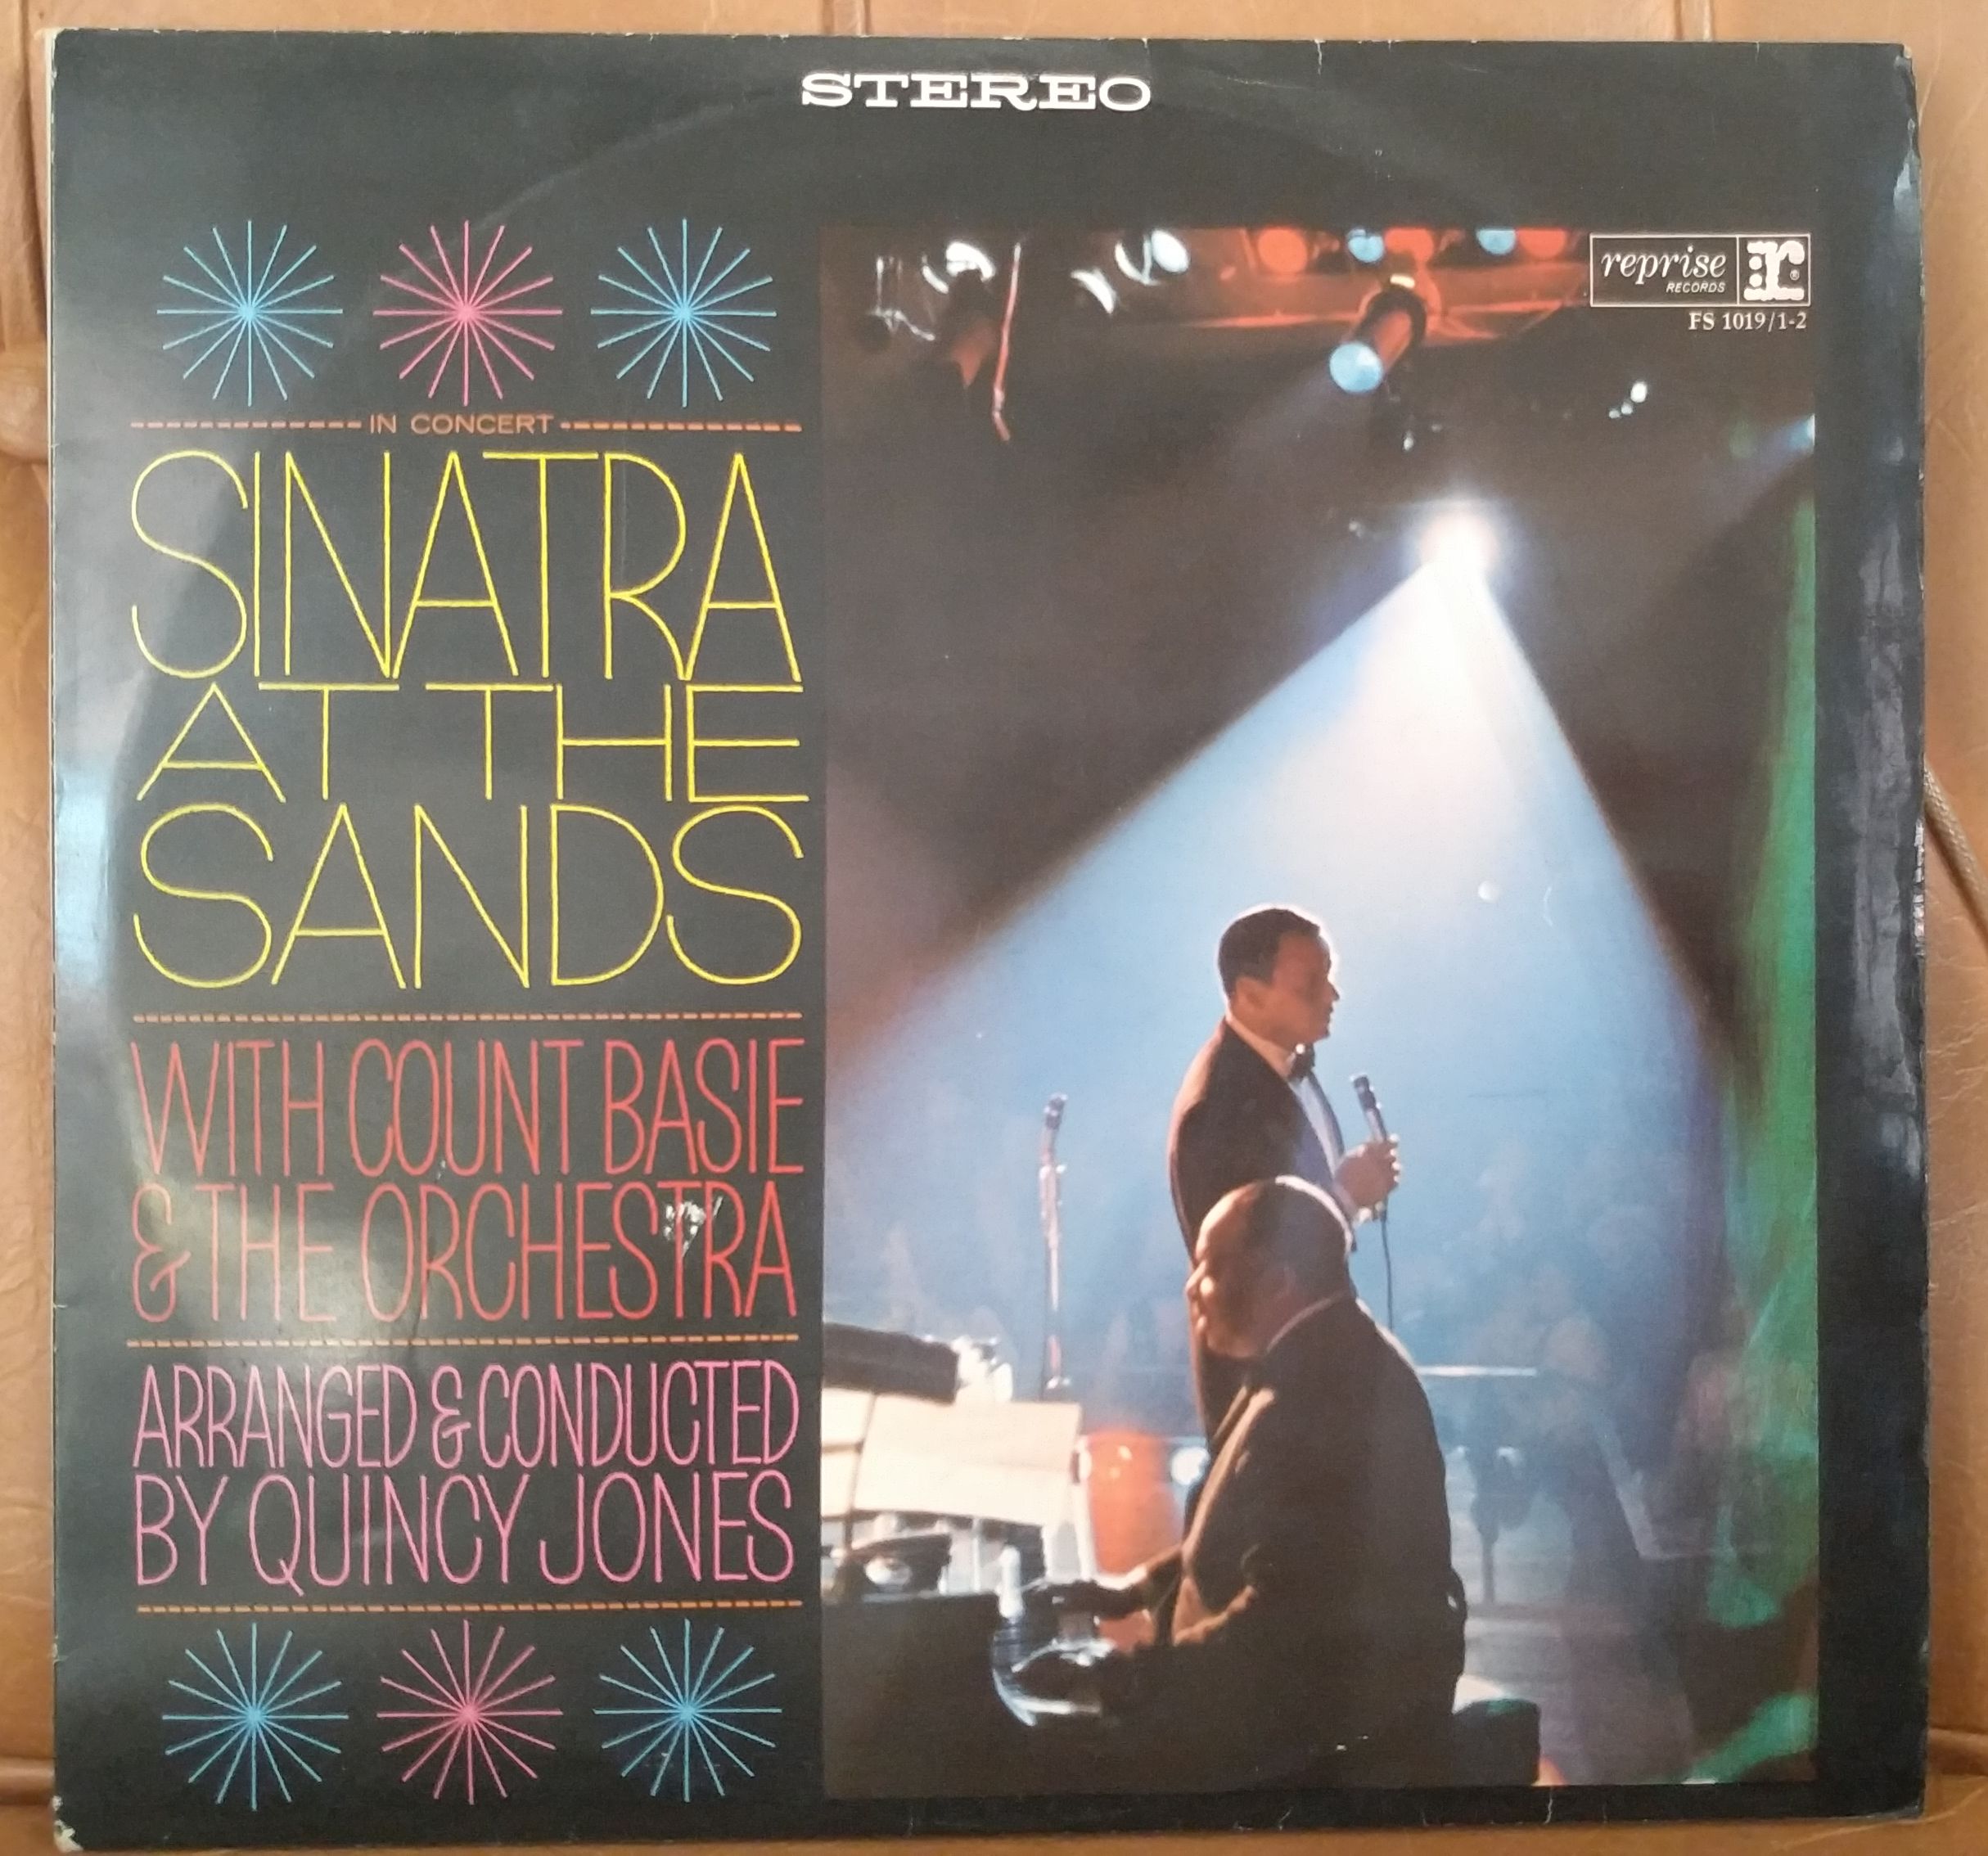 STEREO
reprise
RECORDS
r®
FS 1019/1-2
IN CONCERT
SINATRA
AT THE
SANDS
WITH COUNT BASIE
& THE ORCHESTRA
ARRANGED & CONDUCTED
BY QUINCY JONES